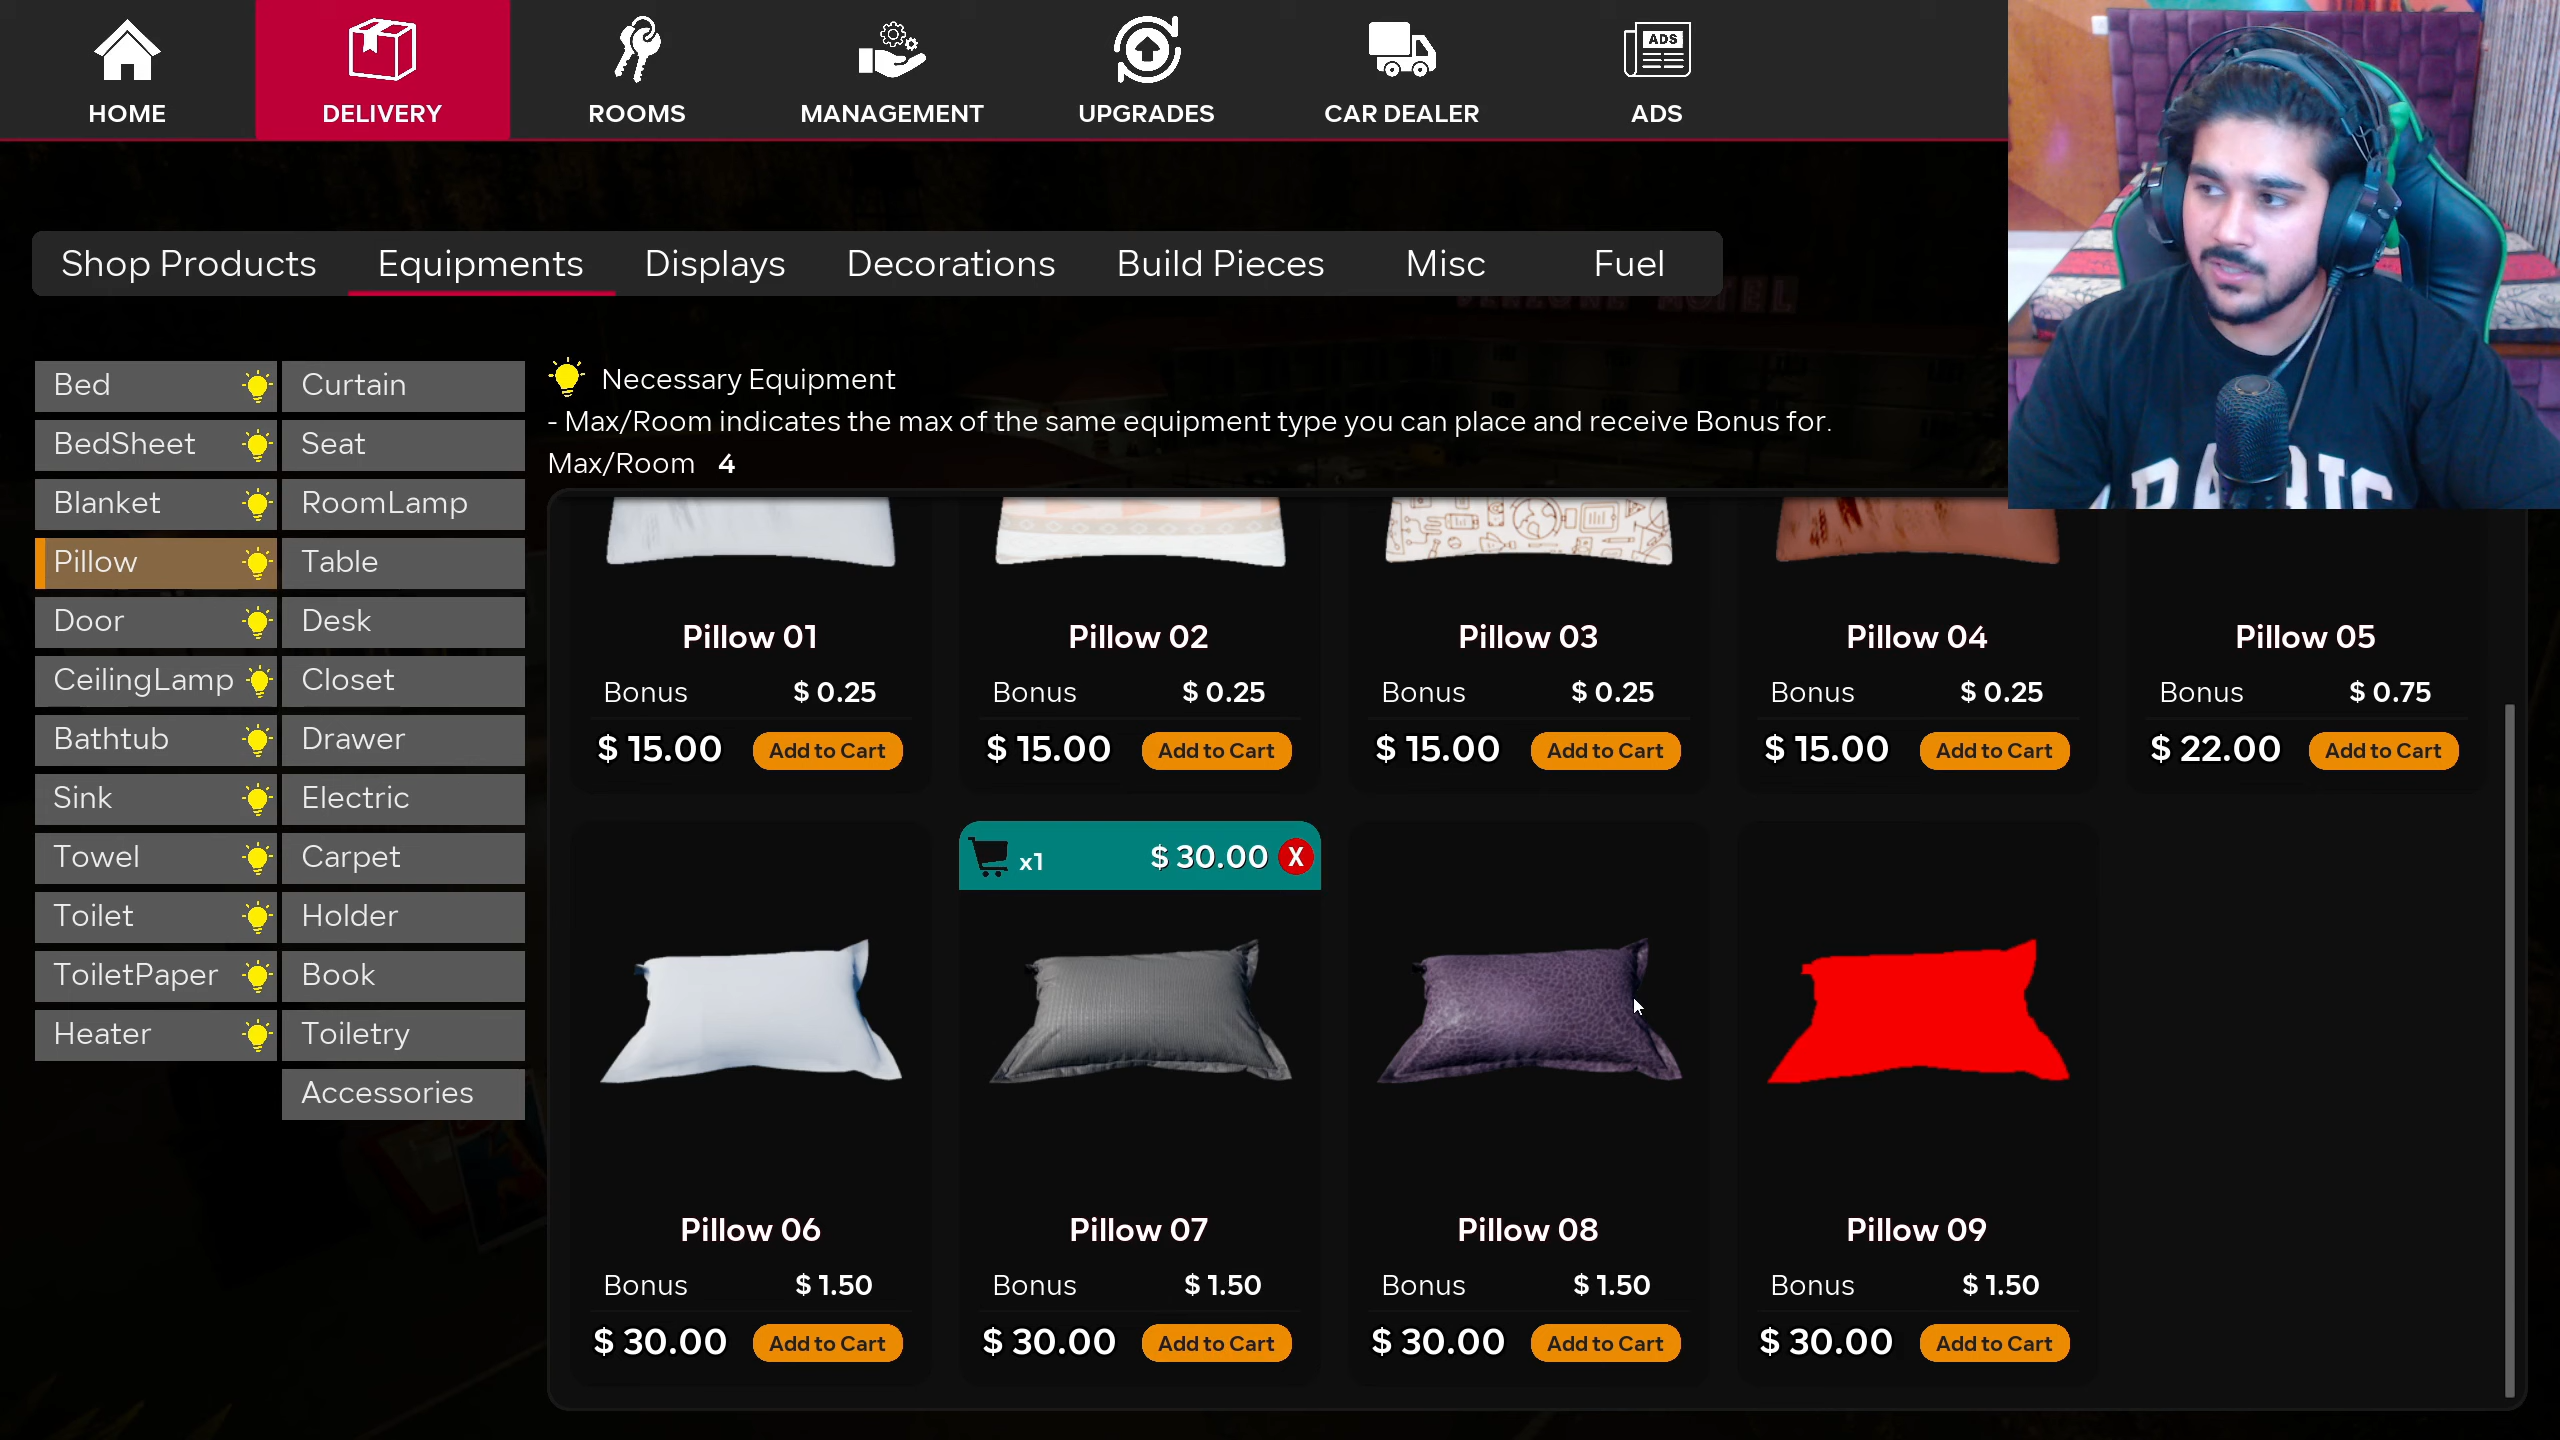 HOME
DELIVERY
ROOMS
MANAGEMENT
UPGRADES
CAR DEALER
ADS
ADS
Shop Products
Equipments
Displays
Decorations
Build Pieces
Misc
Fuel
MOTEL
Bed
Curtain
BedSheet
Seat
Blanket
RoomLamp
Pillow
Table
Door
Desk
CeilingLamp
Closet
Bathtub
Drawer
Sink
Electric
Towel
Carpet
Toilet
Holder
ToiletPaper
Book
Heater
Toiletry
Accessories
Necessary Equipment
- Max/Room indicates the max of the same equipment type you can place and receive Bonus for.
Max/Room 4
Pillow 01
Bonus $ 0.25
$ 15.00 Add to Cart
Pillow 02
Bonus $ 0.25
$ 15.00 Add to Cart
Pillow 03
Bonus $ 0.25
$ 15.00 Add to Cart
Pillow 04
Bonus $ 0.25
$ 15.00 Add to Cart
Pillow 05
Bonus $ 0.75
$ 22.00 Add to Cart
Pillow 06
Bonus $ 1.50
$ 30.00 Add to Cart
x1 $ 30.00 X
Pillow 07
Bonus $ 1.50
$ 30.00 Add to Cart
Pillow 08
Bonus $ 1.50
$ 30.00 Add to Cart
Pillow 09
Bonus $ 1.50
$ 30.00 Add to Cart